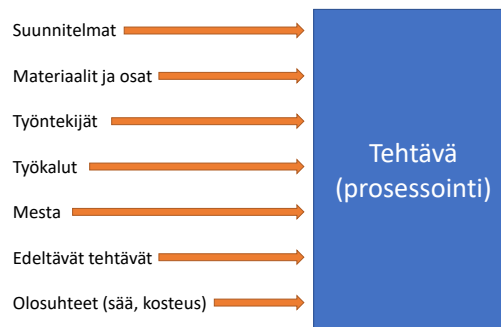 Suunnitelmat
Materiaalit ja osat
Työntekijät
Työkalut
Mesta
Edeltävät tehtävät
Olosuhteet (sää, kosteus)
Tehtävä
(prosessointi)